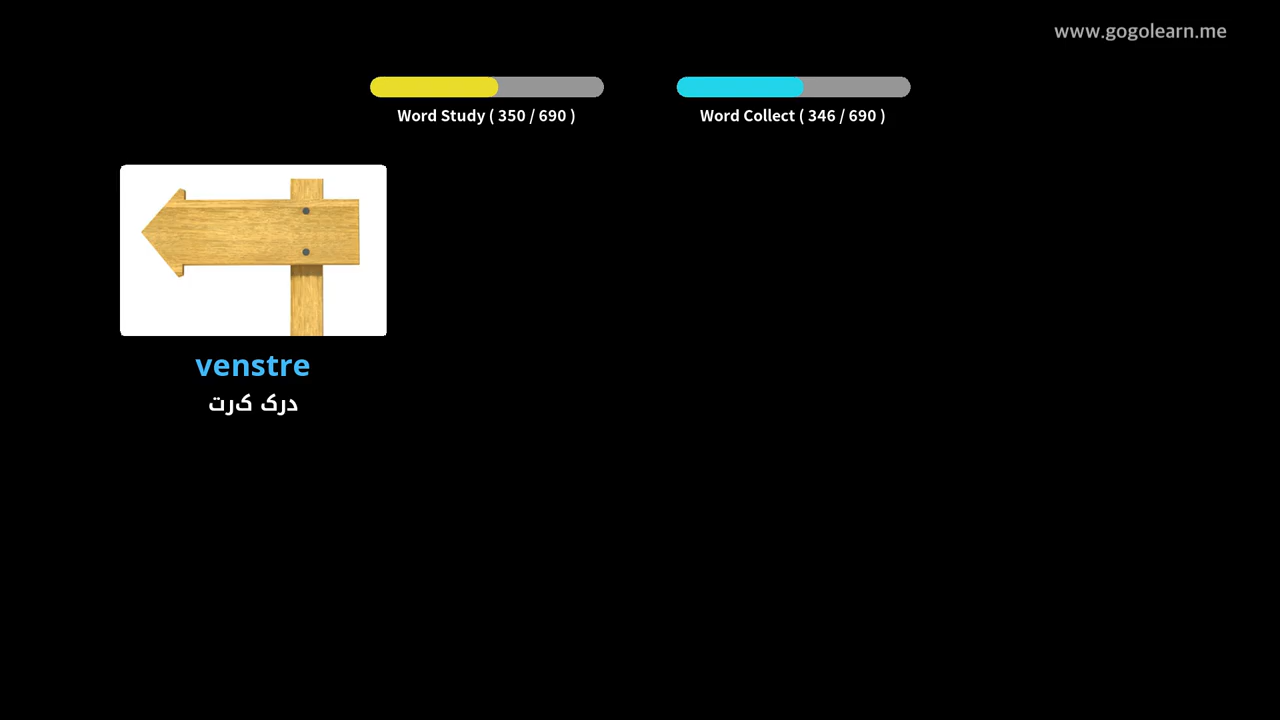 www.gogolearn.me
Word Study ( 350 / 690 )
Word Collect ( 346 / 690 )
venstre
درک کرت